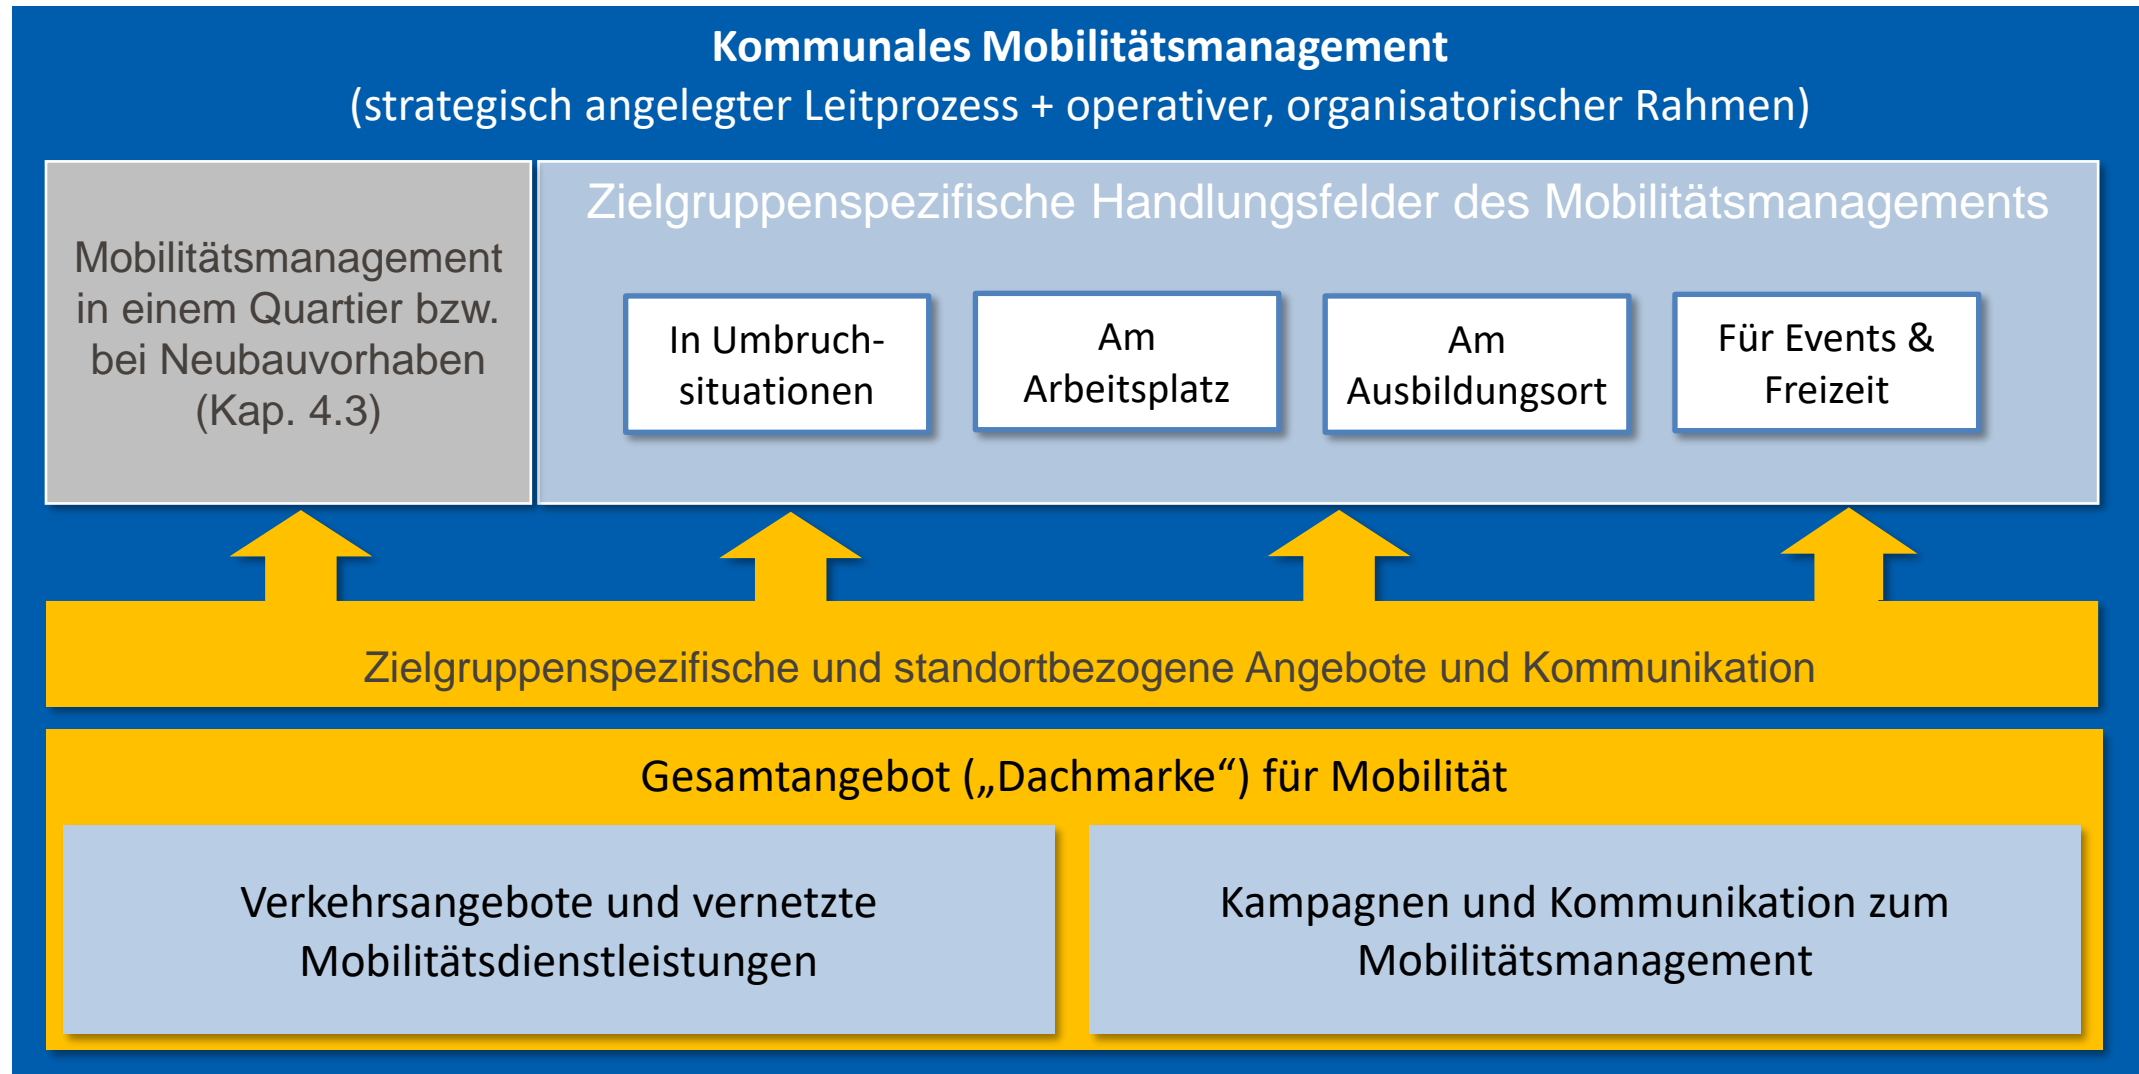 Kommunales Mobilitätsmanagement
(strategisch angelegter Leitprozess + operativer, organisatorischer Rahmen)
Mobilitätsmanagement
in einem Quartier bzw.
bei Neubauvorhaben
(Kap. 4.3)
Zielgruppenspezifische Handlungsfelder des Mobilitätsmanagements
In Umbruch-
situationen
Am
Arbeitsplatz
Am
Ausbildungsort
Für Events &
Freizeit
Zielgruppenspezifische und standortbezogene Angebote und Kommunikation
Gesamtangebot („Dachmarke“) für Mobilität
Verkehrsangebote und vernetzte
Mobilitätsdienstleistungen
Kampagnen und Kommunikation zum
Mobilitätsmanagement